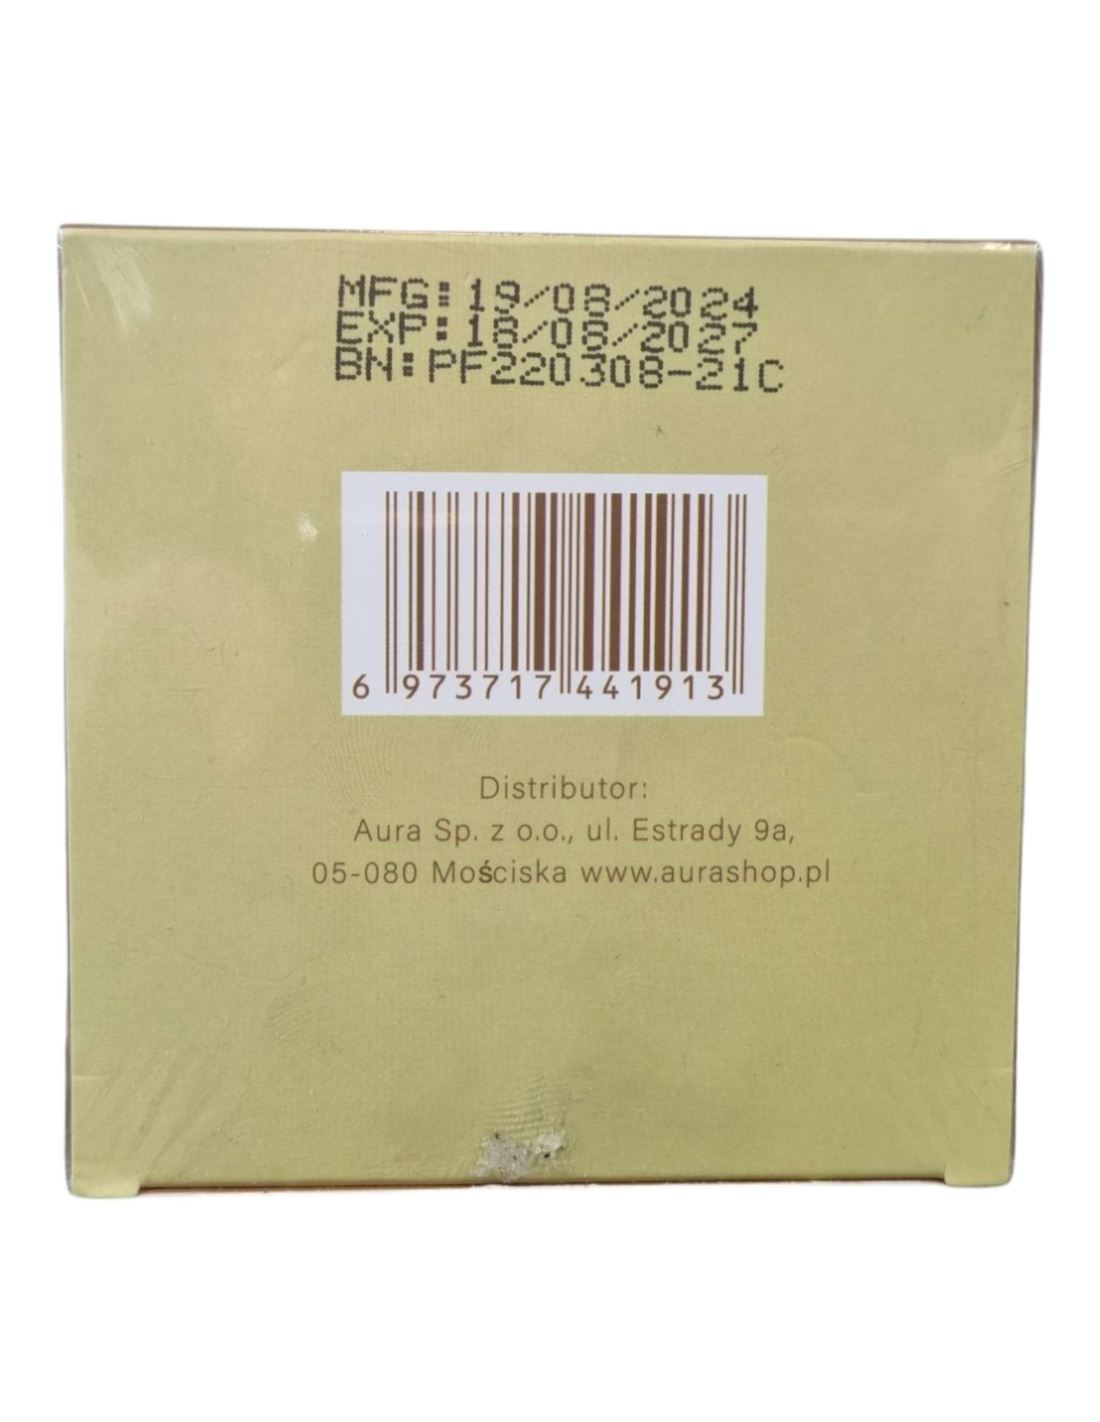 MFG: 19/08/2024
EXP: 18/08/2027
BN: PF220308-21C
6 973717 441913
Distributor:
Aura Sp. z o.o., ul. Estrady 9a,
05-080 Mościska www.aurashop.pl